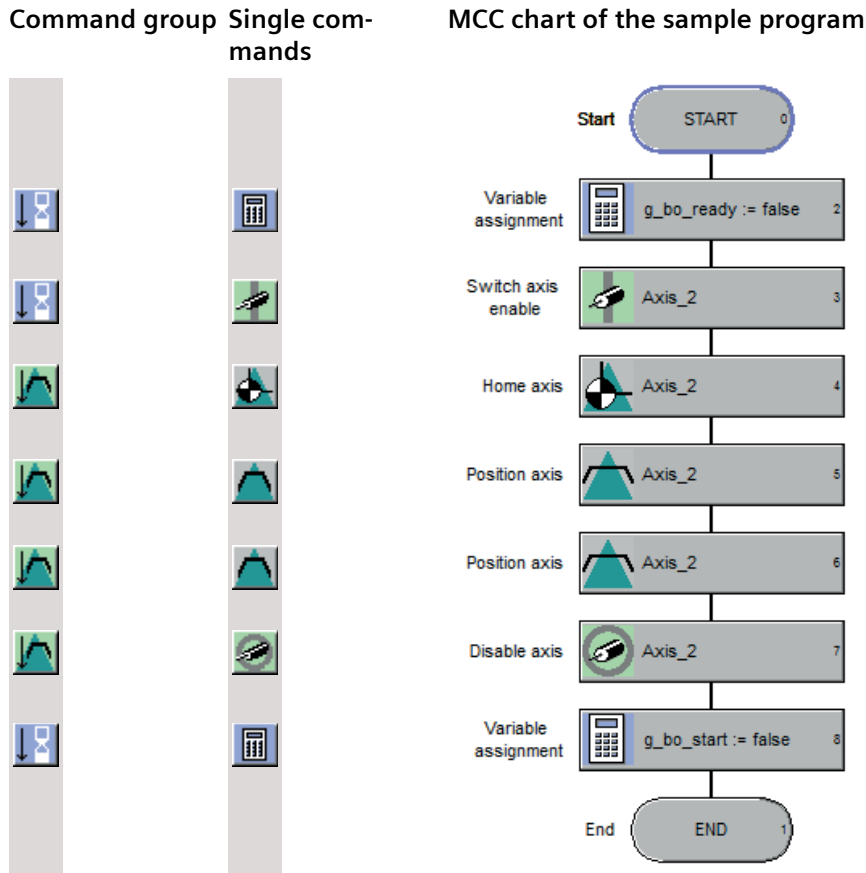 Command group
Single com-
mands
MCC chart of the sample program
Start
START 0
Variable
assignment
g_bo_ready := false 2
Switch axis
enable
Axis_2 3
Home axis
Axis_2 4
Position axis
Axis_2 5
Position axis
Axis_2 6
Disable axis
Axis_2 7
Variable
assignment
g_bo_start := false 8
End
END 1